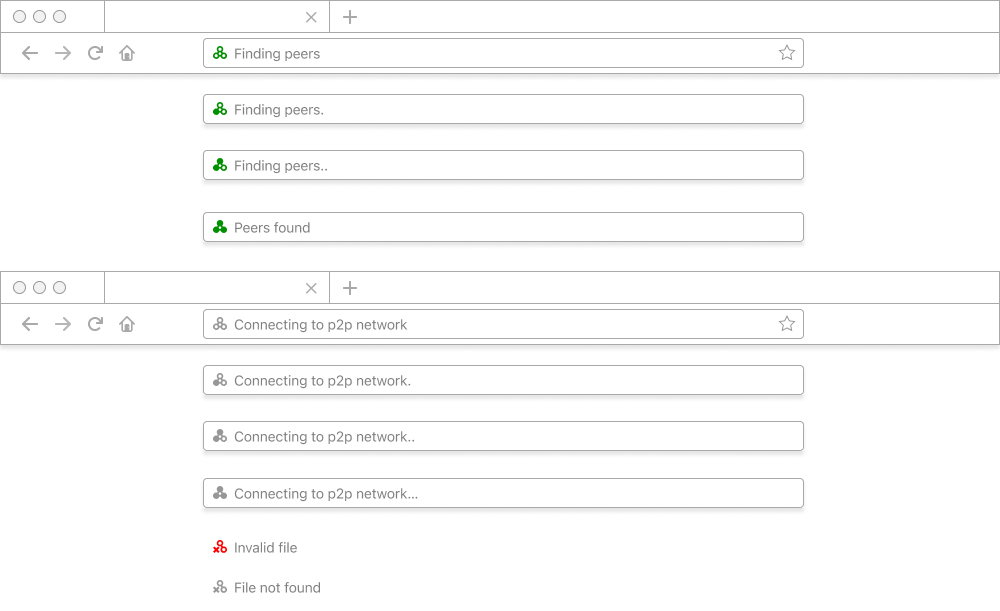 Finding peers
Finding peers.
Finding peers..
Peers found
Connecting to p2p network
Connecting to p2p network.
Connecting to p2p network..
Connecting to p2p network...
Invalid file
File not found